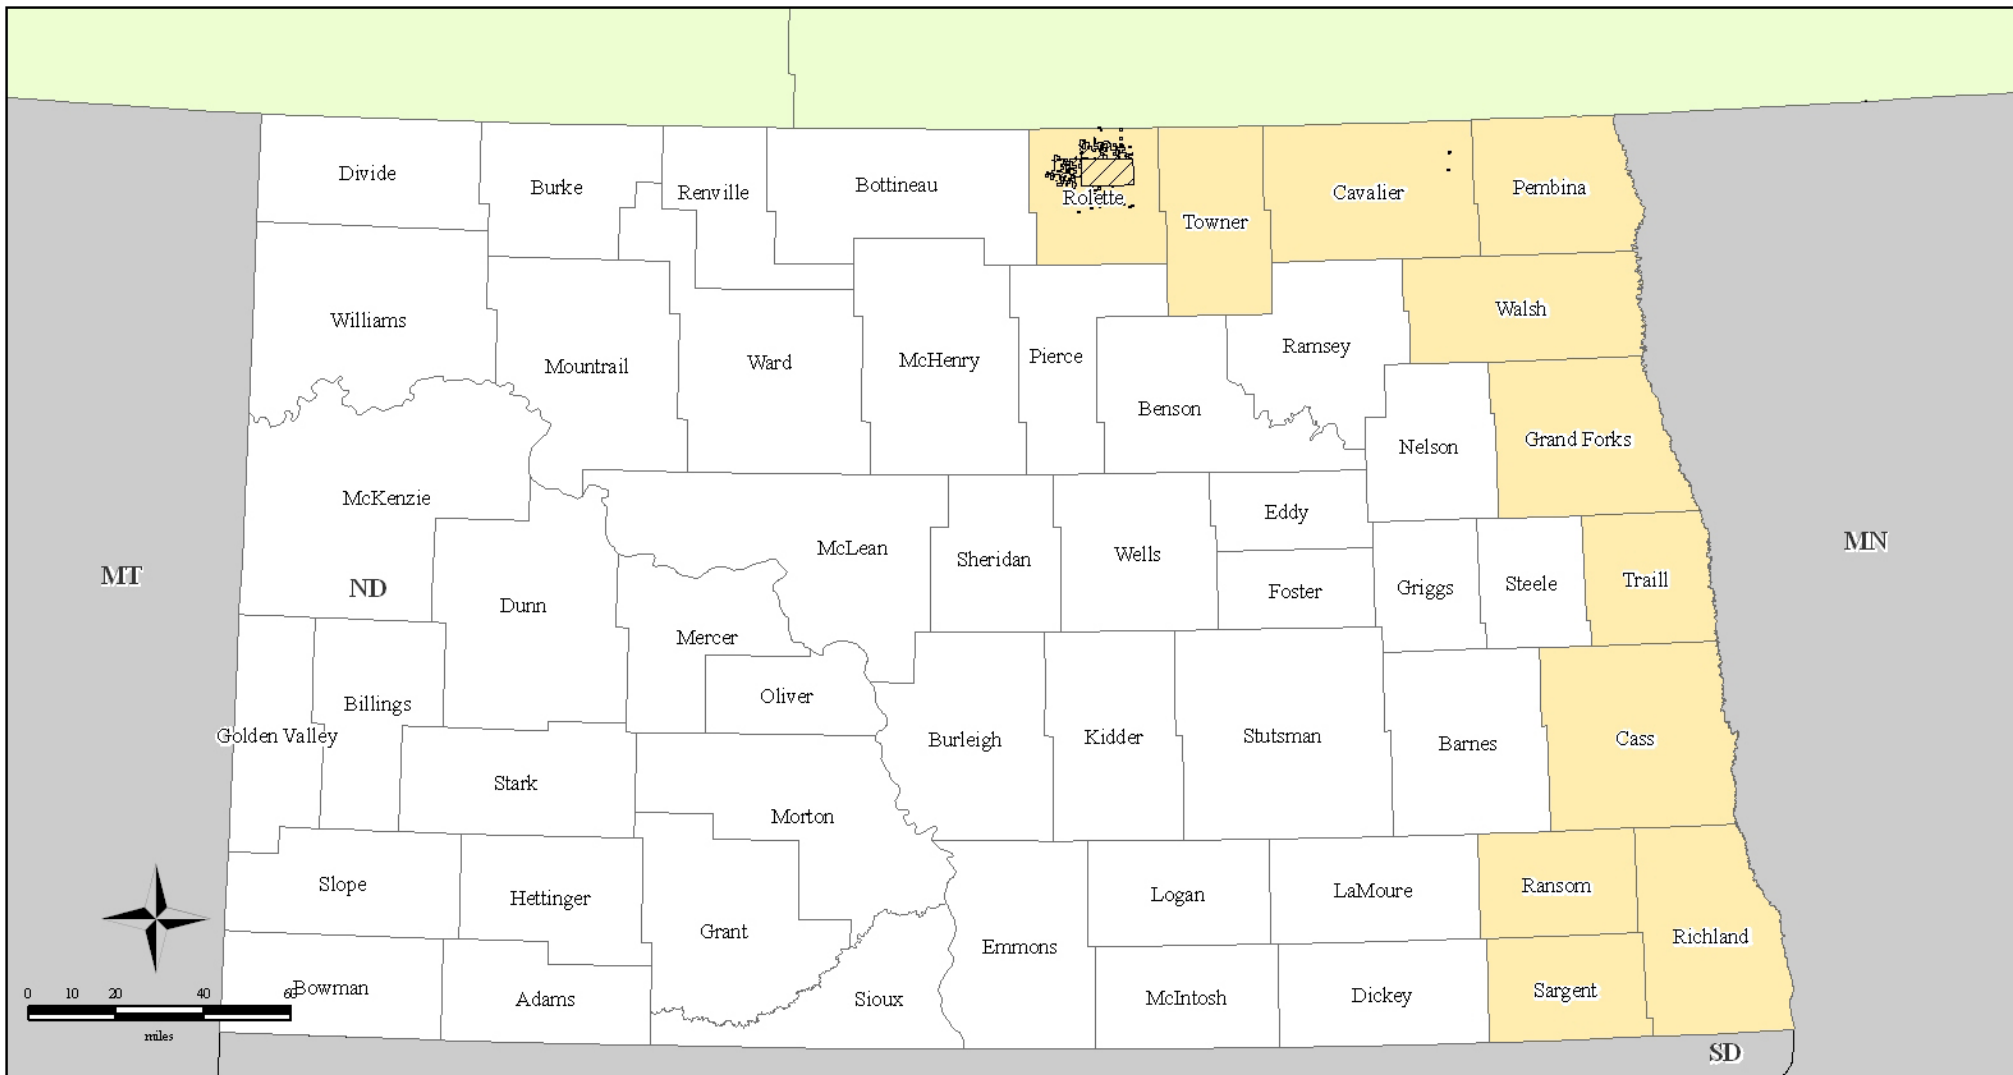 Divide
Burke
Renville
Bottineau
Rolette
Towner
Cavalier
Pembina
Williams
Mountrail
Ward
McHenry
Pierce
Benson
Ramsey
Walsh
Nelson
Grand Forks
McKenzie
McLean
Sheridan
Wells
Eddy
Foster
Griggs
Steele
Traill
MT
ND
MN
Dunn
Mercer
Oliver
Golden Valley
Billings
Stark
Morton
Burleigh
Kidder
Stutsman
Barnes
Cass
Slope
Hettinger
Grant
Emmons
Logan
LaMoure
Ransom
Richland
Bowman
Adams
Sioux
McIntosh
Dickey
Sargent
0 10 20 40 60
miles
SD